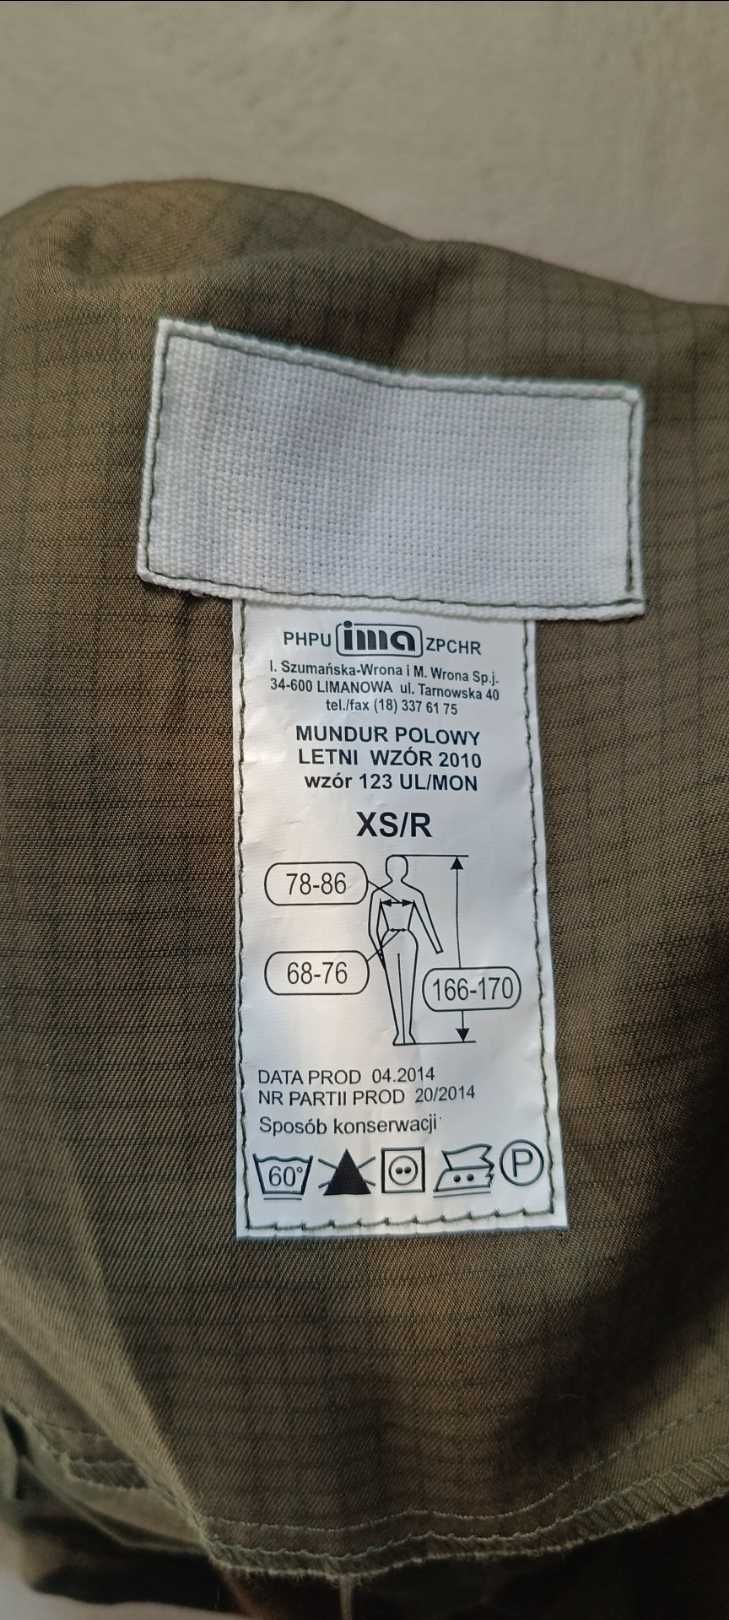 PHPU ima ZPCHR
I. Szumańska-Wrona i M. Wrona Sp.j.
34-600 LIMANOWA ul. Tarnowska 40
tel./fax (18) 337 61 75
MUNDUR POLOWY
LETNI WZÓR 2010
wzór 123 UL/MON
XS/R
78-86
68-76
166-170
DATA PROD 04.2014
NR PARTII PROD 20/2014
Sposób konserwacji
60° P